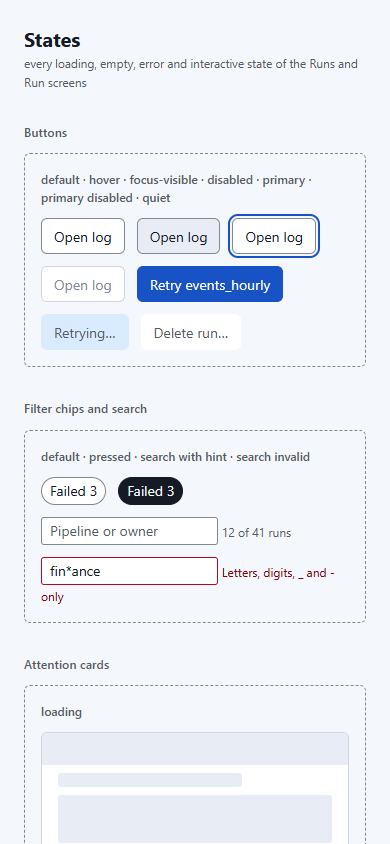 States
every loading, empty, error and interactive state of the Runs and
Run screens
Buttons
default · hover · focus-visible · disabled · primary ·
primary disabled · quiet
Open log
Open log
Open log
Open log
Retry events_hourly
Retrying...
Delete run...
Filter chips and search
default · pressed · search with hint · search invalid
Failed 3
Failed 3
Pipeline or owner
12 of 41 runs
fin*ance
Letters, digits, _ and -
only
Attention cards
loading